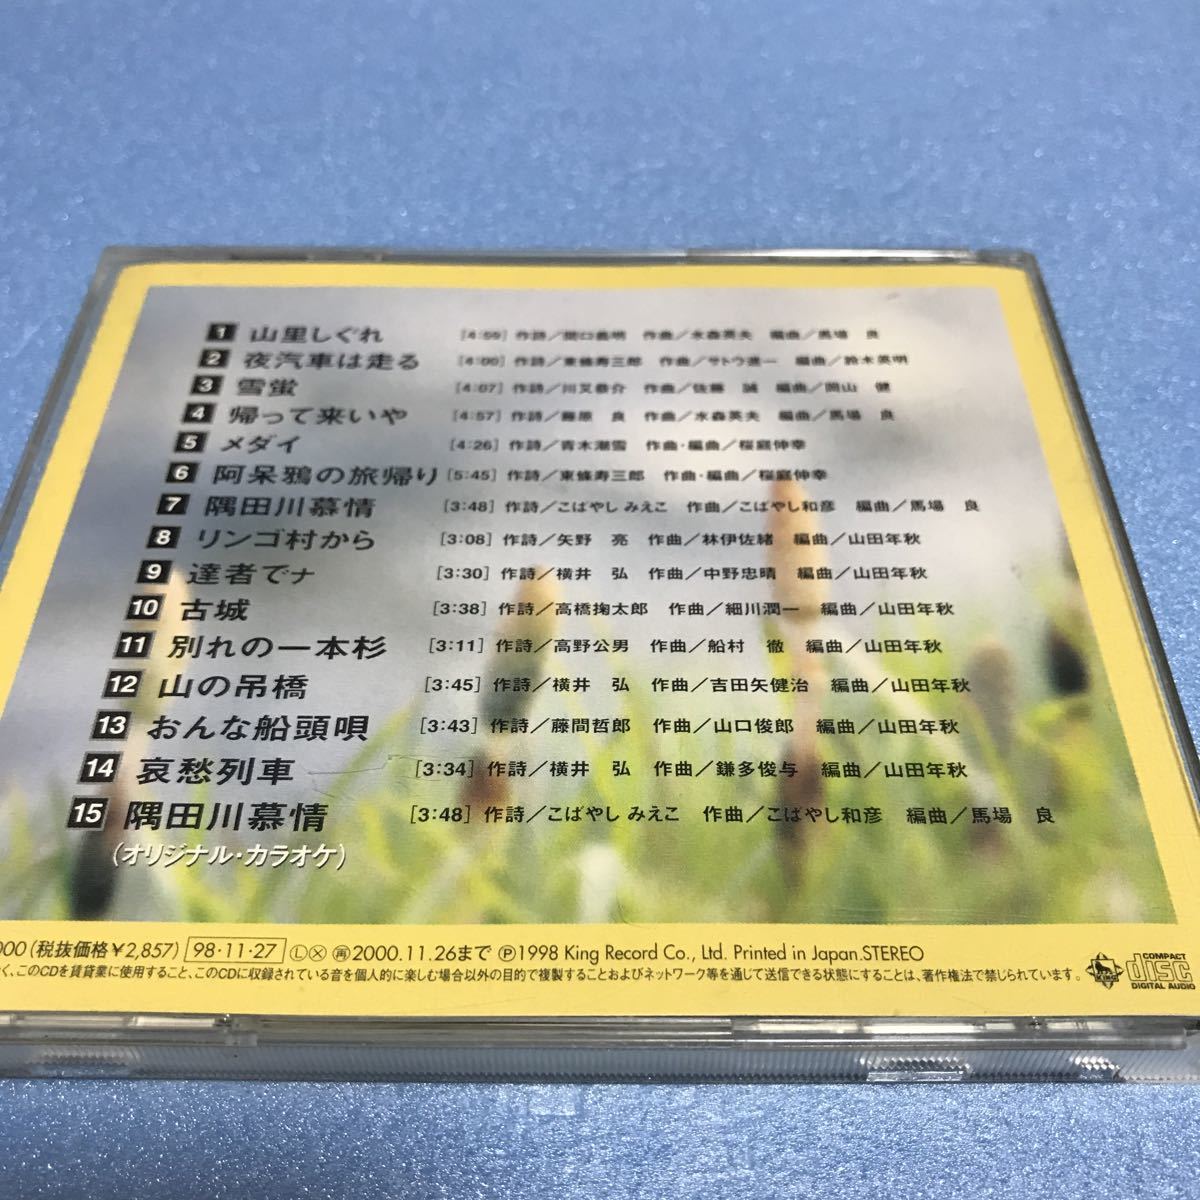 1 山里しぐれ [4:59] 作詩／関口義明 作曲／水森英夫 編曲／馬場 良
2 夜汽車は走る [4:00] 作詩／東條寿三郎 作曲／サトウ進一 編曲／鈴木英明
3 雪蛍 [4:07] 作詩／川叉恭介 作曲／佐藤 誠 編曲／岡山 健
4 帰って来いや [4:57] 作詩／藤原 良 作曲／水森英夫 編曲／馬場 良
5 メダイ [4:26] 作詩／青木潮雪 作曲・編曲／桜庭伸幸
6 阿呆鴉の旅帰り [5:45] 作詩／東條寿三郎 作曲・編曲／桜庭伸幸
7 隅田川慕情 [3:48] 作詩／こばやし みえこ 作曲／こばやし和彦 編曲／馬場 良
8 リンゴ村から [3:08] 作詩／矢野 亮 作曲／林伊佐緒 編曲／山田年秋
9 達者でナ [3:30] 作詩／横井 弘 作曲／中野忠晴 編曲／山田年秋
10 古城 [3:38] 作詩／高橋掬太郎 作曲／細川潤一 編曲／山田年秋
11 別れの一本杉 [3:11] 作詩／高野公男 作曲／船村 徹 編曲／山田年秋
12 山の吊橋 [3:45] 作詩／横井 弘 作曲／吉田矢健治 編曲／山田年秋
13 おんな船頭唄 [3:43] 作詩／藤間哲郎 作曲／山口俊郎 編曲／山田年秋
14 哀愁列車 [3:34] 作詩／横井 弘 作曲／鎌多俊与 編曲／山田年秋
15 隅田川慕情 [3:48] 作詩／こばやし みえこ 作曲／こばやし和彦 編曲／馬場 良
(オリジナル・カラオケ)
000 (税抜価格￥2,857) 98・11・27 Ⓛ Ⓧ 再 2000.11.26まで Ⓟ1998 King Record Co., Ltd. Printed in Japan. STEREO
く、このCDを賃貸業に使用すること、このCDに収録されている音を個人的に楽しむ場合以外の目的で複製することおよびネットワーク等を通じて送信できる状態にすることは、著作権法で禁じられています。
KING
COMPACT
disc
DIGITAL AUDIO